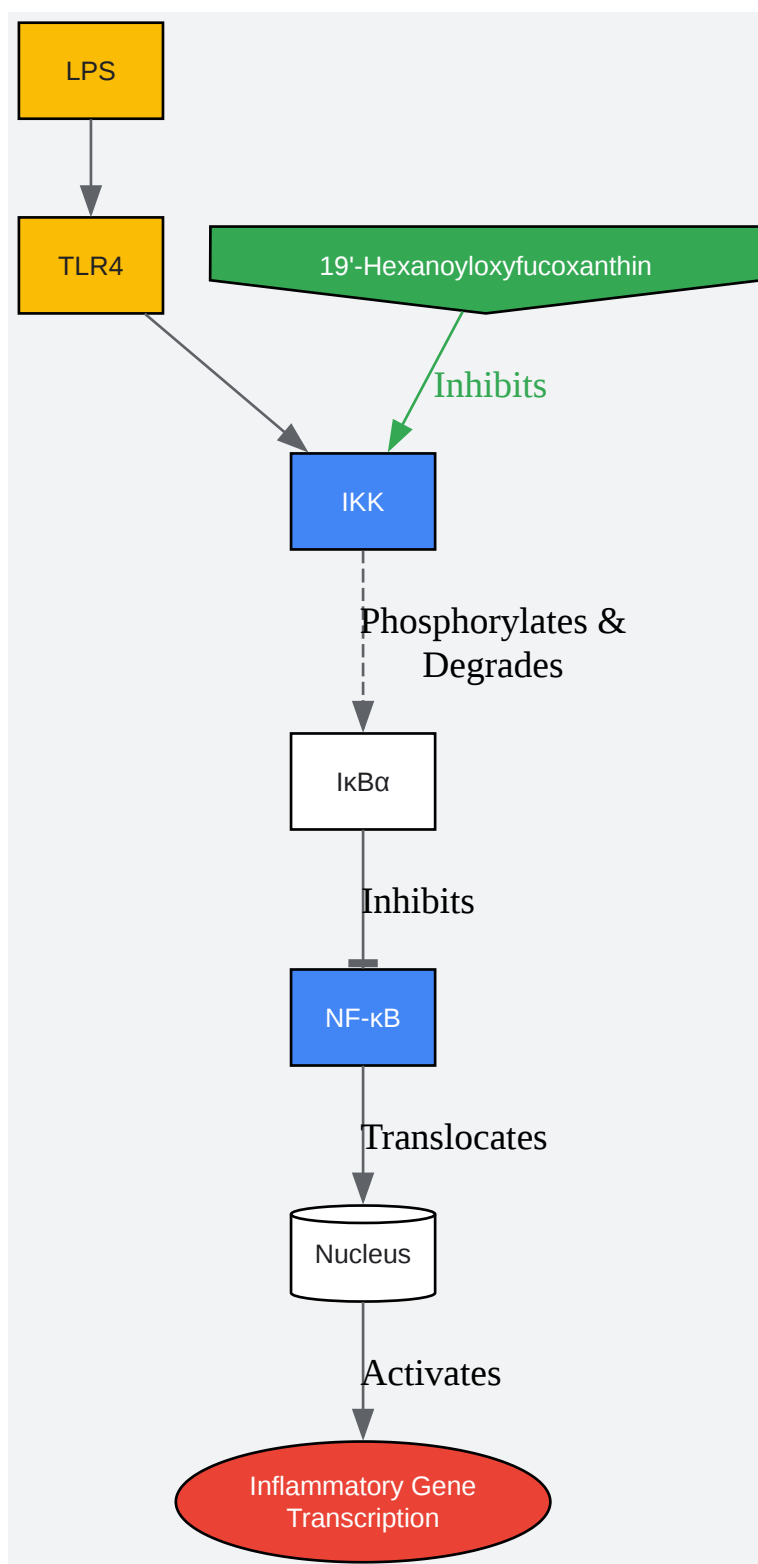 LPS
TLR4
19'-Hexanoyloxyfucoxanthin
Inhibits
IKK
Phosphorylates &
Degrades
IκBα
Inhibits
NF-κB
Translocates
Nucleus
Activates
Inflammatory Gene
Transcription